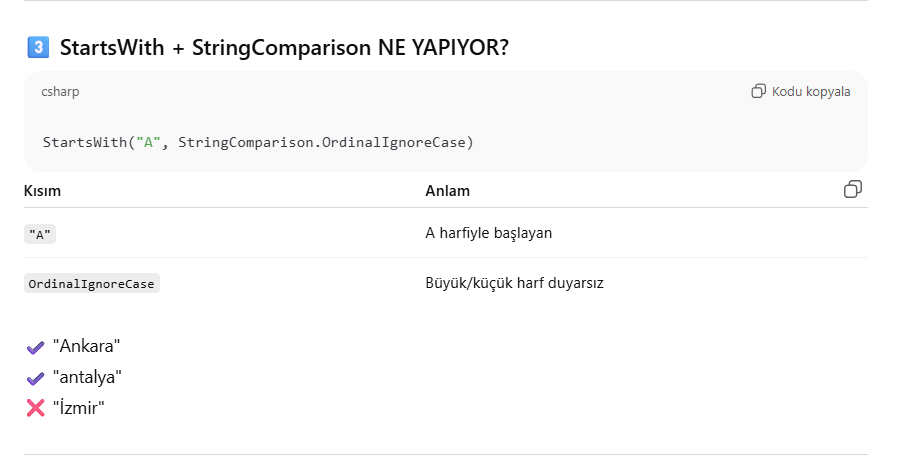 3 StartsWith + StringComparison NE YAPIYOR?
csharp Kodu kopyala
StartsWith("A", StringComparison.OrdinalIgnoreCase)
Kısım Anlam
"A" A harfiyle başlayan
OrdinalIgnoreCase Büyük/küçük harf duyarsız
✔ "Ankara"
✔ "antalya"
❌ "İzmir"